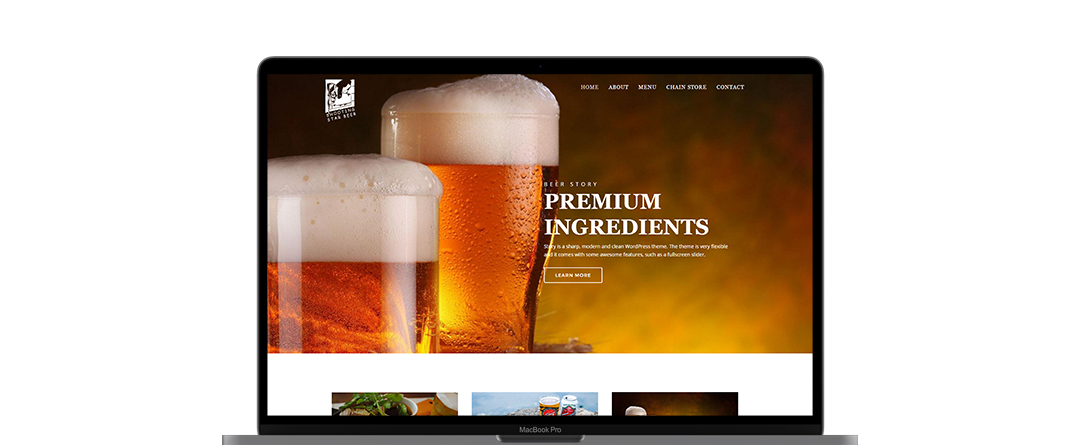 SHOOTING
STAR BEER
HOME ABOUT MENU CHAIN STORE CONTACT
BEER STORY
PREMIUM
INGREDIENTS
Story is a sharp, modern and clean WordPress theme. The theme is very flexible
and it comes with some awesome features, such as a fullscreen slider.
LEARN MORE
MacBook Pro